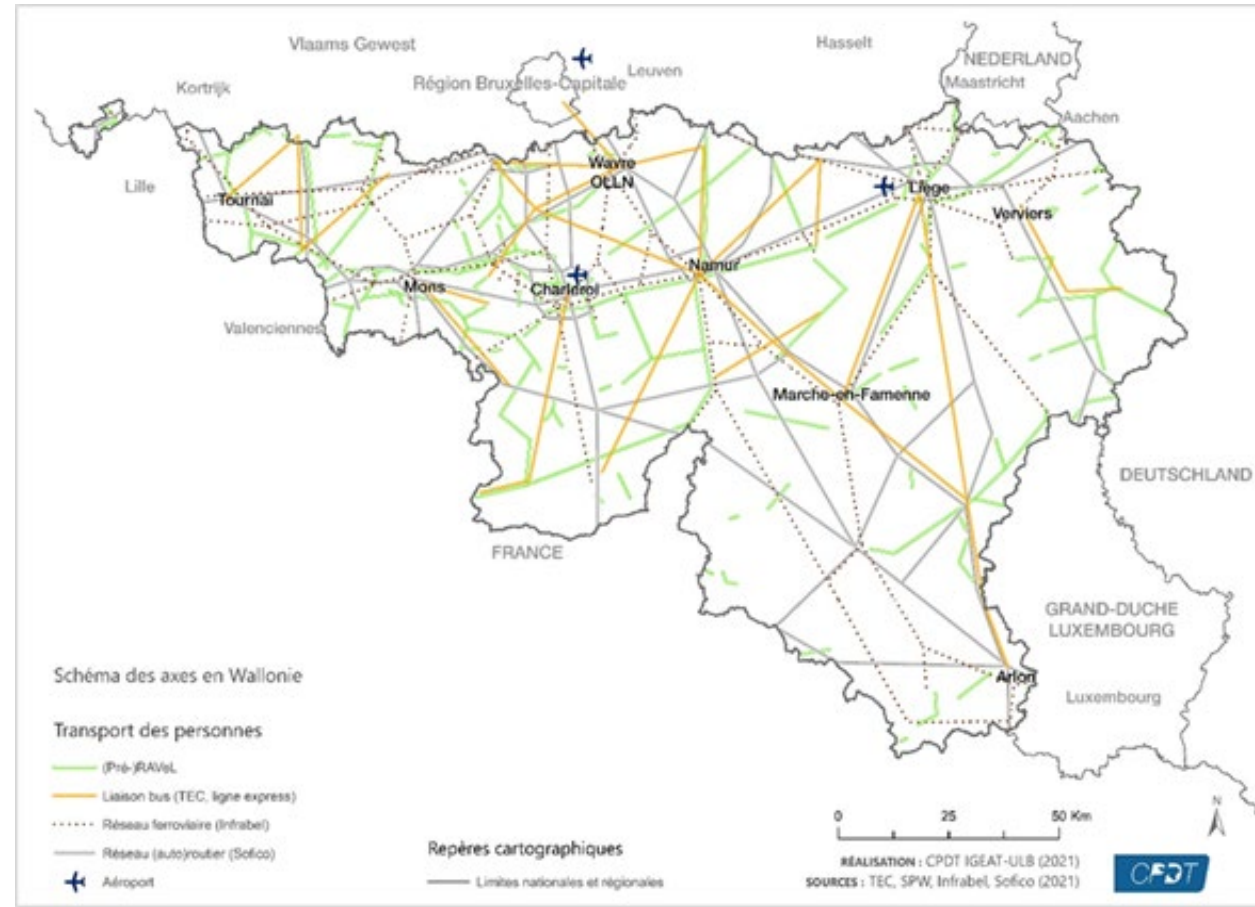 Vlaams Gewest
Hasselt
NEDERLAND
Leuven
Région Bruxelles-Capitale
Maastricht
Kortrijk
Aachen
Lille
Wavre
OLLN
Liège
Tournai
Verviers
Namur
Mons
Charleroi
Valenciennes
Marche-en-Famenne
DEUTSCHLAND
FRANCE
GRAND-DUCHE
LUXEMBOURG
Arlon
Luxembourg
Schéma des axes en Wallonie
Transport des personnes
(Pré-)RAVeL
Liaison bus (TEC, ligne express)
Réseau ferroviaire (Infrabel)
Réseau (auto)routier (Sofico)
Aéroport
Repères cartographiques
Limites nationales et régionales
0 25 50 Km
N
RÉALISATION : CPDT IGEAT-ULB (2021)
SOURCES : TEC, SPW, Infrabel, Sofico (2021)
CPDT